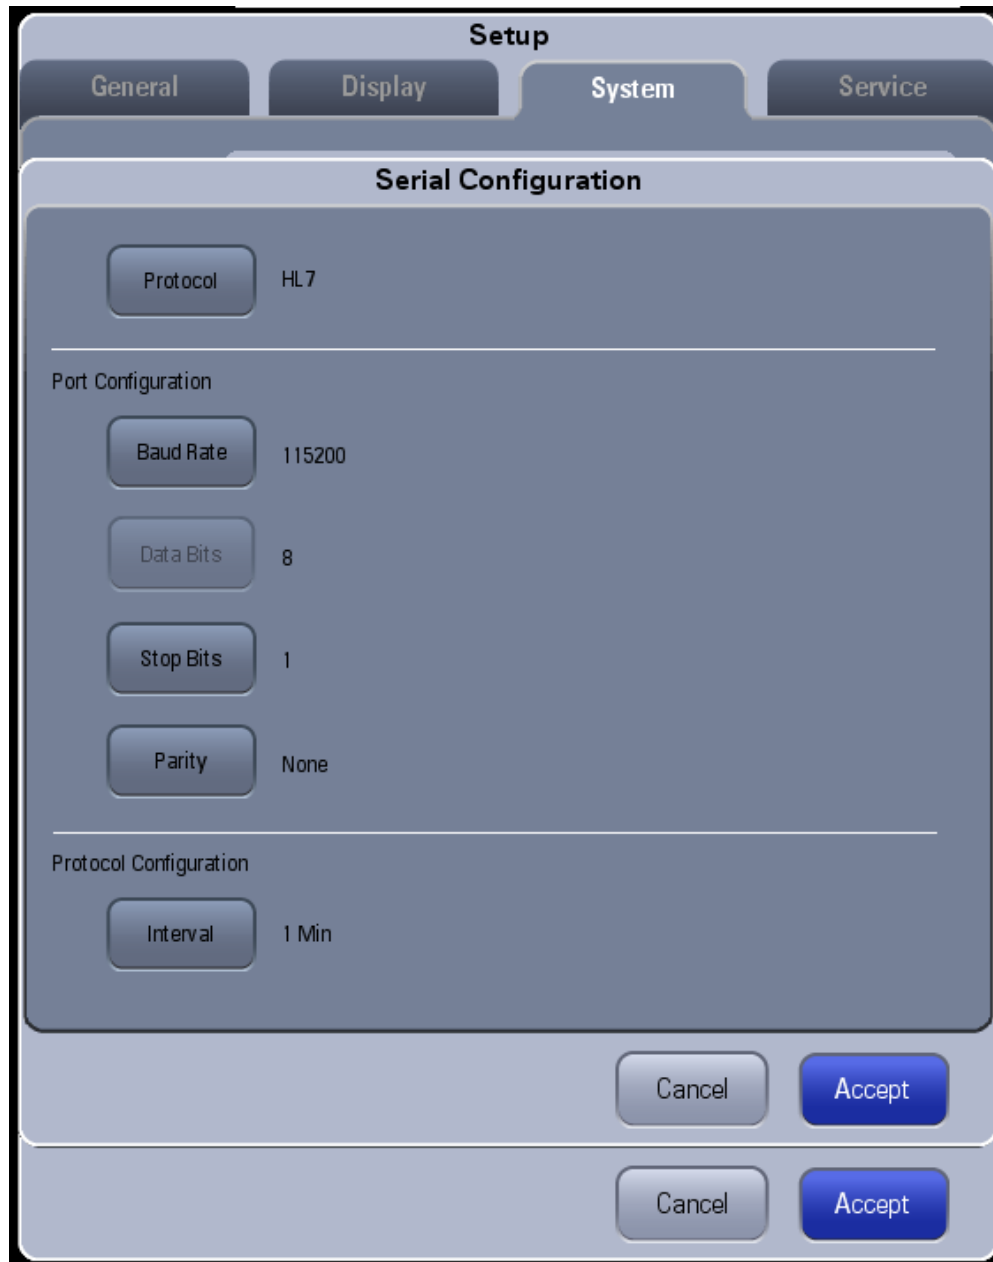 Setup
General Display System Service
Serial Configuration
Protocol HL7
Port Configuration
Baud Rate 115200
Data Bits 8
Stop Bits 1
Parity None
Protocol Configuration
Interval 1 Min
Cancel Accept
Cancel Accept